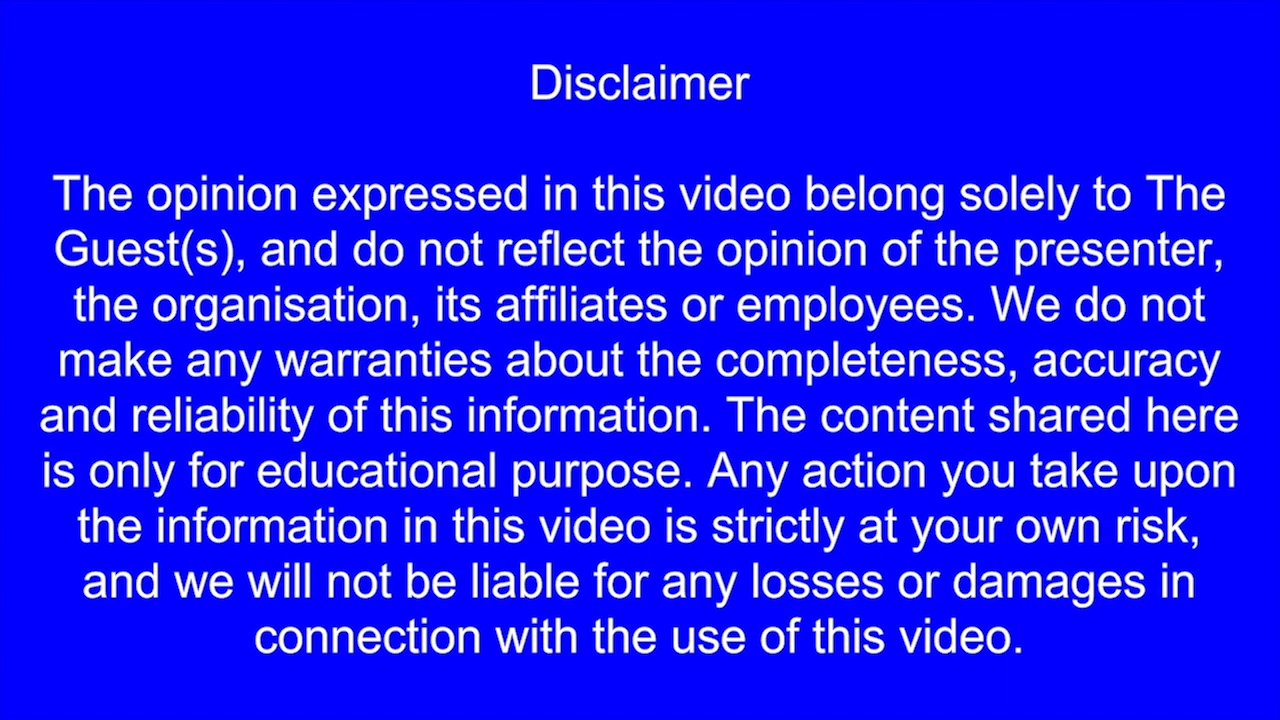 Disclaimer
The opinion expressed in this video belong solely to The
Guest(s), and do not reflect the opinion of the presenter,
the organisation, its affiliates or employees. We do not
make any warranties about the completeness, accuracy
and reliability of this information. The content shared here
is only for educational purpose. Any action you take upon
the information in this video is strictly at your own risk,
and we will not be liable for any losses or damages in
connection with the use of this video.